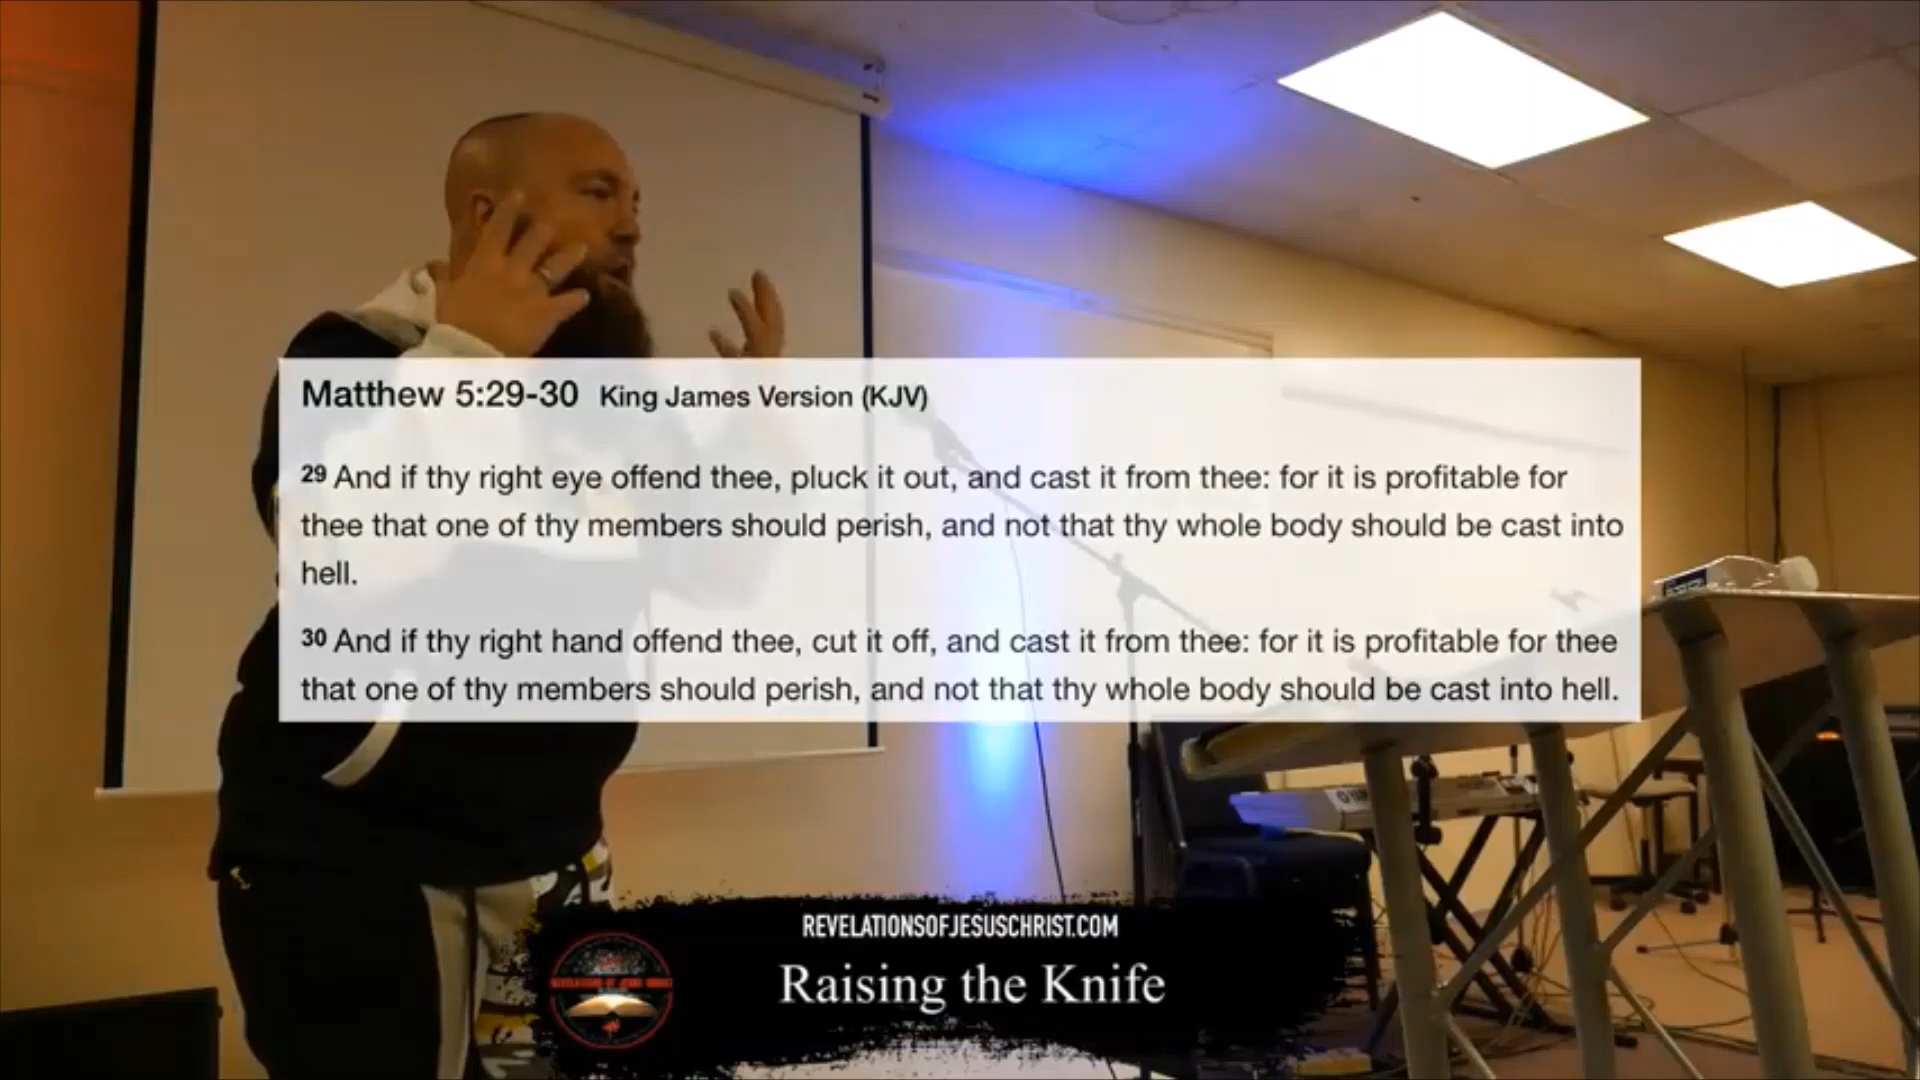 Matthew 5:29-30 King James Version (KJV)
29 And if thy right eye offend thee, pluck it out, and cast it from thee: for it is profitable for
thee that one of thy members should perish, and not that thy whole body should be cast into
hell.
30 And if thy right hand offend thee, cut it off, and cast it from thee: for it is profitable for thee
that one of thy members should perish, and not that thy whole body should be cast into hell.
REVELATIONSOFJESUSCHRIST.COM
REVELATIONS OF JESUS CHRIST
Raising the Knife